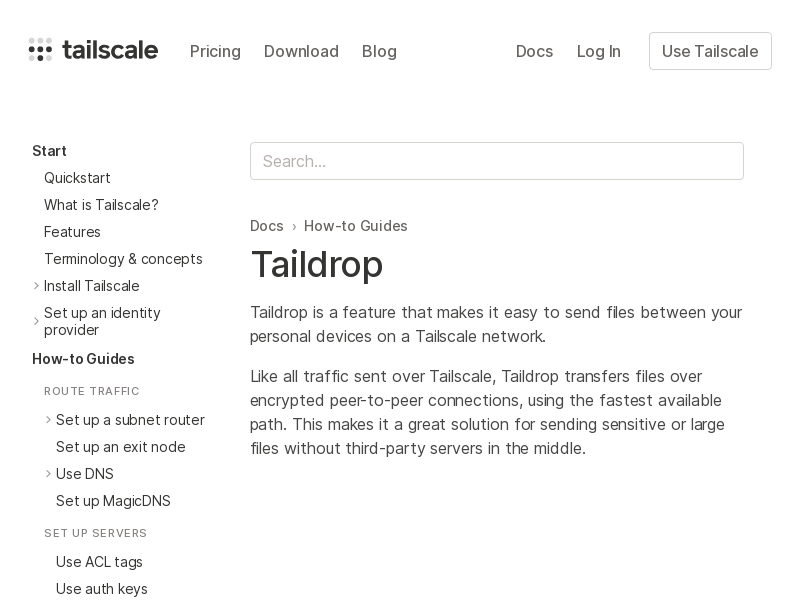 tailscale Pricing Download Blog Docs Log In Use Tailscale
Start
Quickstart
What is Tailscale?
Features
Terminology & concepts
› Install Tailscale
› Set up an identity
provider
How-to Guides
ROUTE TRAFFIC
› Set up a subnet router
Set up an exit node
› Use DNS
Set up MagicDNS
SET UP SERVERS
Use ACL tags
Use auth keys
Search...
Docs › How-to Guides
Taildrop
Taildrop is a feature that makes it easy to send files between your
personal devices on a Tailscale network.
Like all traffic sent over Tailscale, Taildrop transfers files over
encrypted peer-to-peer connections, using the fastest available
path. This makes it a great solution for sending sensitive or large
files without third-party servers in the middle.